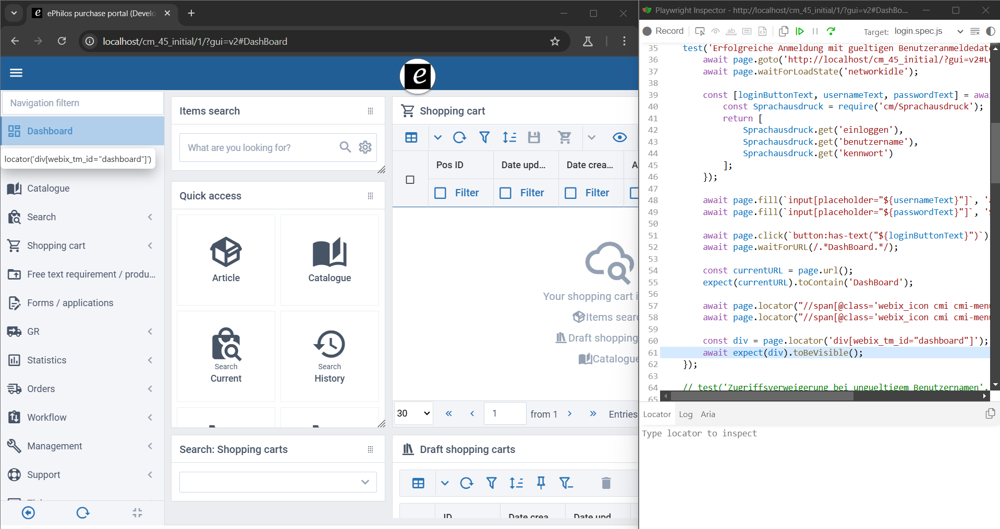 ePhilos purchase portal (Develo
localhost/cm_45_initial/1/?gui=v2#DashBoard
e
Navigation filtern
Dashboard
locator('div[webix_tm_id="dashboard"]')
Catalogue
Search
Shopping cart
Free text requirement / produ...
Forms / applications
GR
Statistics
Orders
Workflow
Management
Support
Items search
What are you looking for?
Quick access
Article
Catalogue
Search
Current
Search
History
Search: Shopping carts
Shopping cart
Pos ID
Date upd...
Date crea...
A
Filter
Filter
Filter
Your shopping cart i
Items sear
Draft shopping
Catalogue
30
1
from 1
Entries
Draft shopping carts
ID
Date crea
Date upd
Playwright Inspector - http://localhost/cm_45_initial/1/?gui=v2#DashBo...
Record
Target: login.spec.js
35 test('Erfolgreiche Anmeldung mit gueltigen Benutzeranmeldedat
36 await page.goto('http://localhost/cm_45_initial/?gui=v2#L
37 await page.waitForLoadState('networkidle');
38
39 const [loginButtonText, usernameText, passwordText] = awai
40 const Sprachausdruck = require('cm/Sprachausdruck');
41 return [
42 Sprachausdruck.get('einloggen'),
43 Sprachausdruck.get('benutzername'),
44 Sprachausdruck.get('kennwort')
45 ];
46 });
47
48 await page.fill(`input[placeholder="${usernameText}"]`, '
49 await page.fill(`input[placeholder="${passwordText}"]`, '
50
51 await page.click(`button:has-text("${loginButtonText}")`)
52 await page.waitForURL(/.*DashBoard.*/);
53
54 const currentURL = page.url();
55 expect(currentURL).toContain('DashBoard');
56
57 await page.locator("//span[@class='webix_icon cmi cmi-menu
58 await page.locator("//span[@class='webix_icon cmi cmi-menu
59
60 const div = page.locator('div[webix_tm_id="dashboard"]');
61 await expect(div).toBeVisible();
62 });
63
64 // test('Zugriffsverweigerung bei ungueltigem Benutzernamen',
65
Locator
Log
Aria
Type locator to inspect